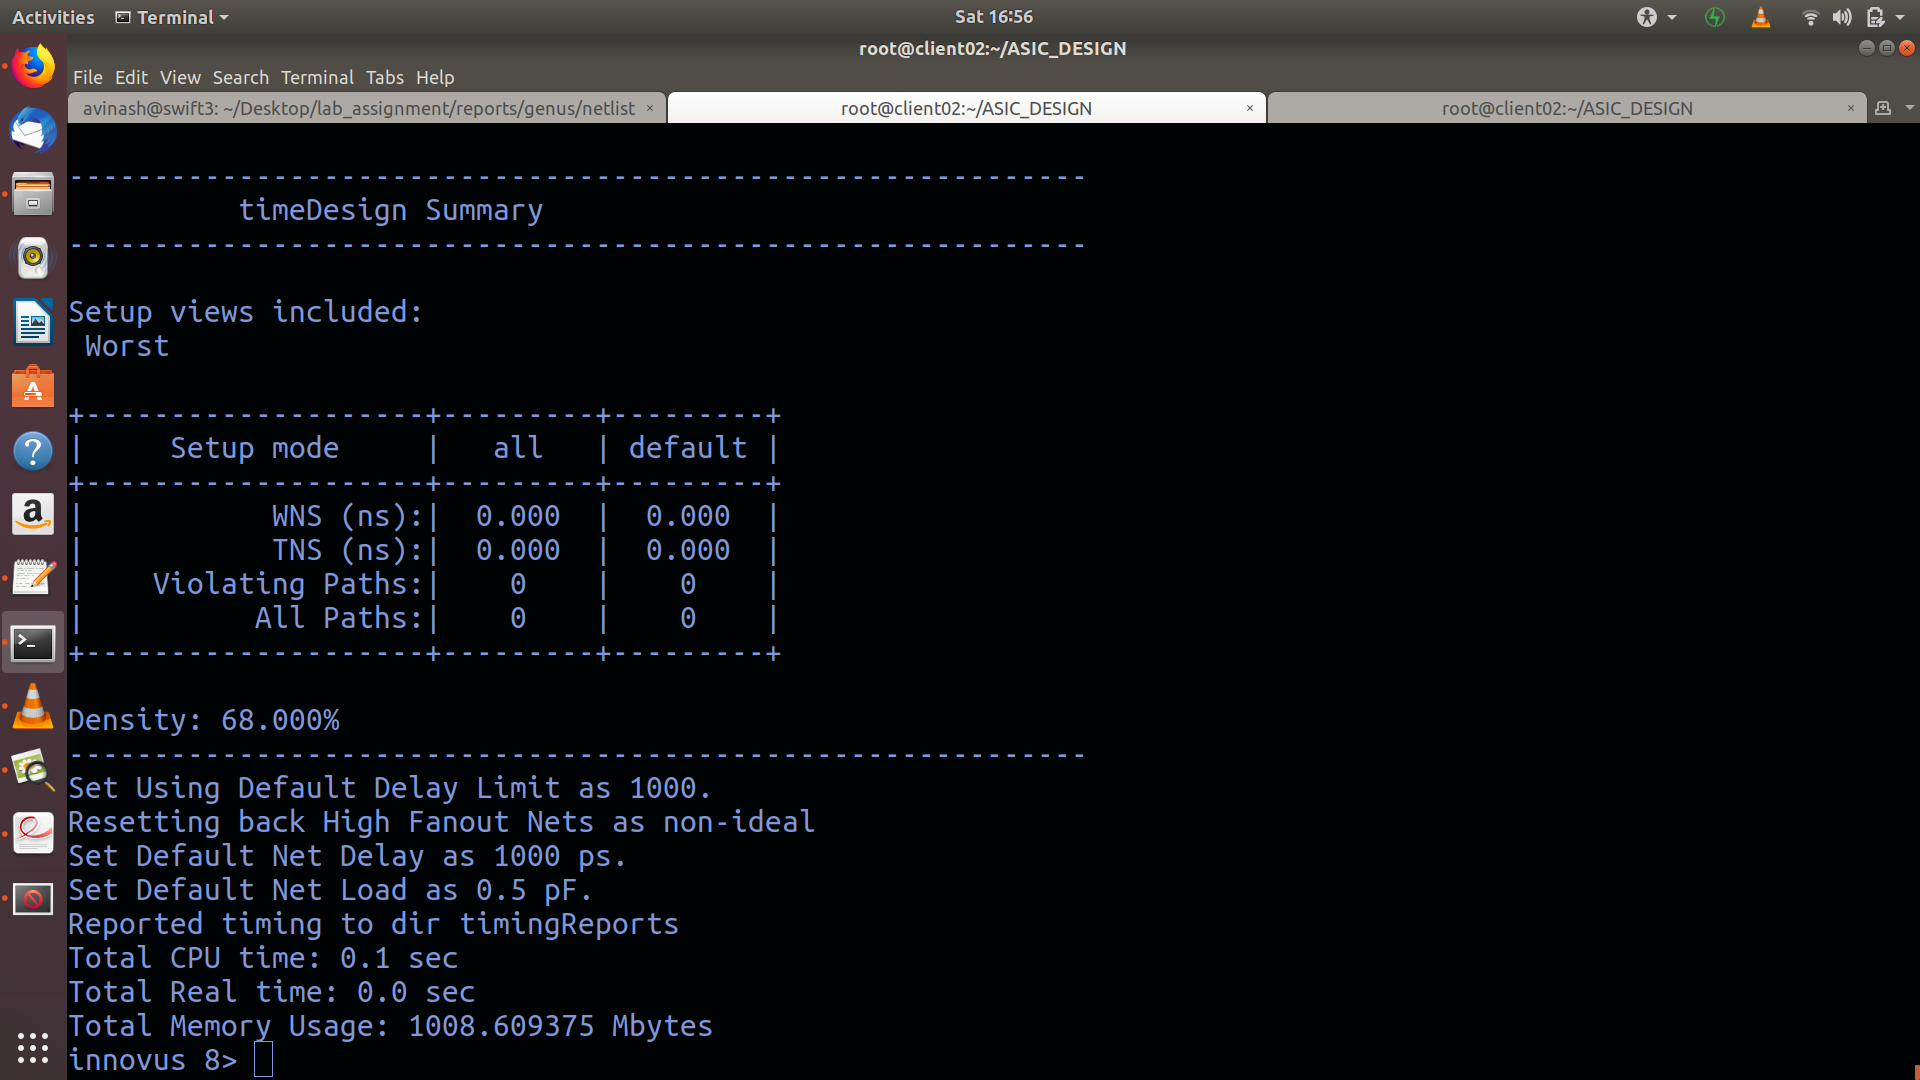 Activities Terminal Sat 16:56
root@client02:~/ASIC_DESIGN
File Edit View Search Terminal Tabs Help
avinash@swift3: ~/Desktop/lab_assignment/reports/genus/netlist × root@client02:~/ASIC_DESIGN × root@client02:~/ASIC_DESIGN ×
------------------------------------------------------------
timeDesign Summary
------------------------------------------------------------
Setup views included:
Worst
+--------------------+---------+---------+
| Setup mode | all | default |
+--------------------+---------+---------+
| WNS (ns):| 0.000 | 0.000 |
| TNS (ns):| 0.000 | 0.000 |
| Violating Paths:| 0 | 0 |
| All Paths:| 0 | 0 |
+--------------------+---------+---------+
Density: 68.000%
------------------------------------------------------------
Set Using Default Delay Limit as 1000.
Resetting back High Fanout Nets as non-ideal
Set Default Net Delay as 1000 ps.
Set Default Net Load as 0.5 pF.
Reported timing to dir timingReports
Total CPU time: 0.1 sec
Total Real time: 0.0 sec
Total Memory Usage: 1008.609375 Mbytes
innovus 8>